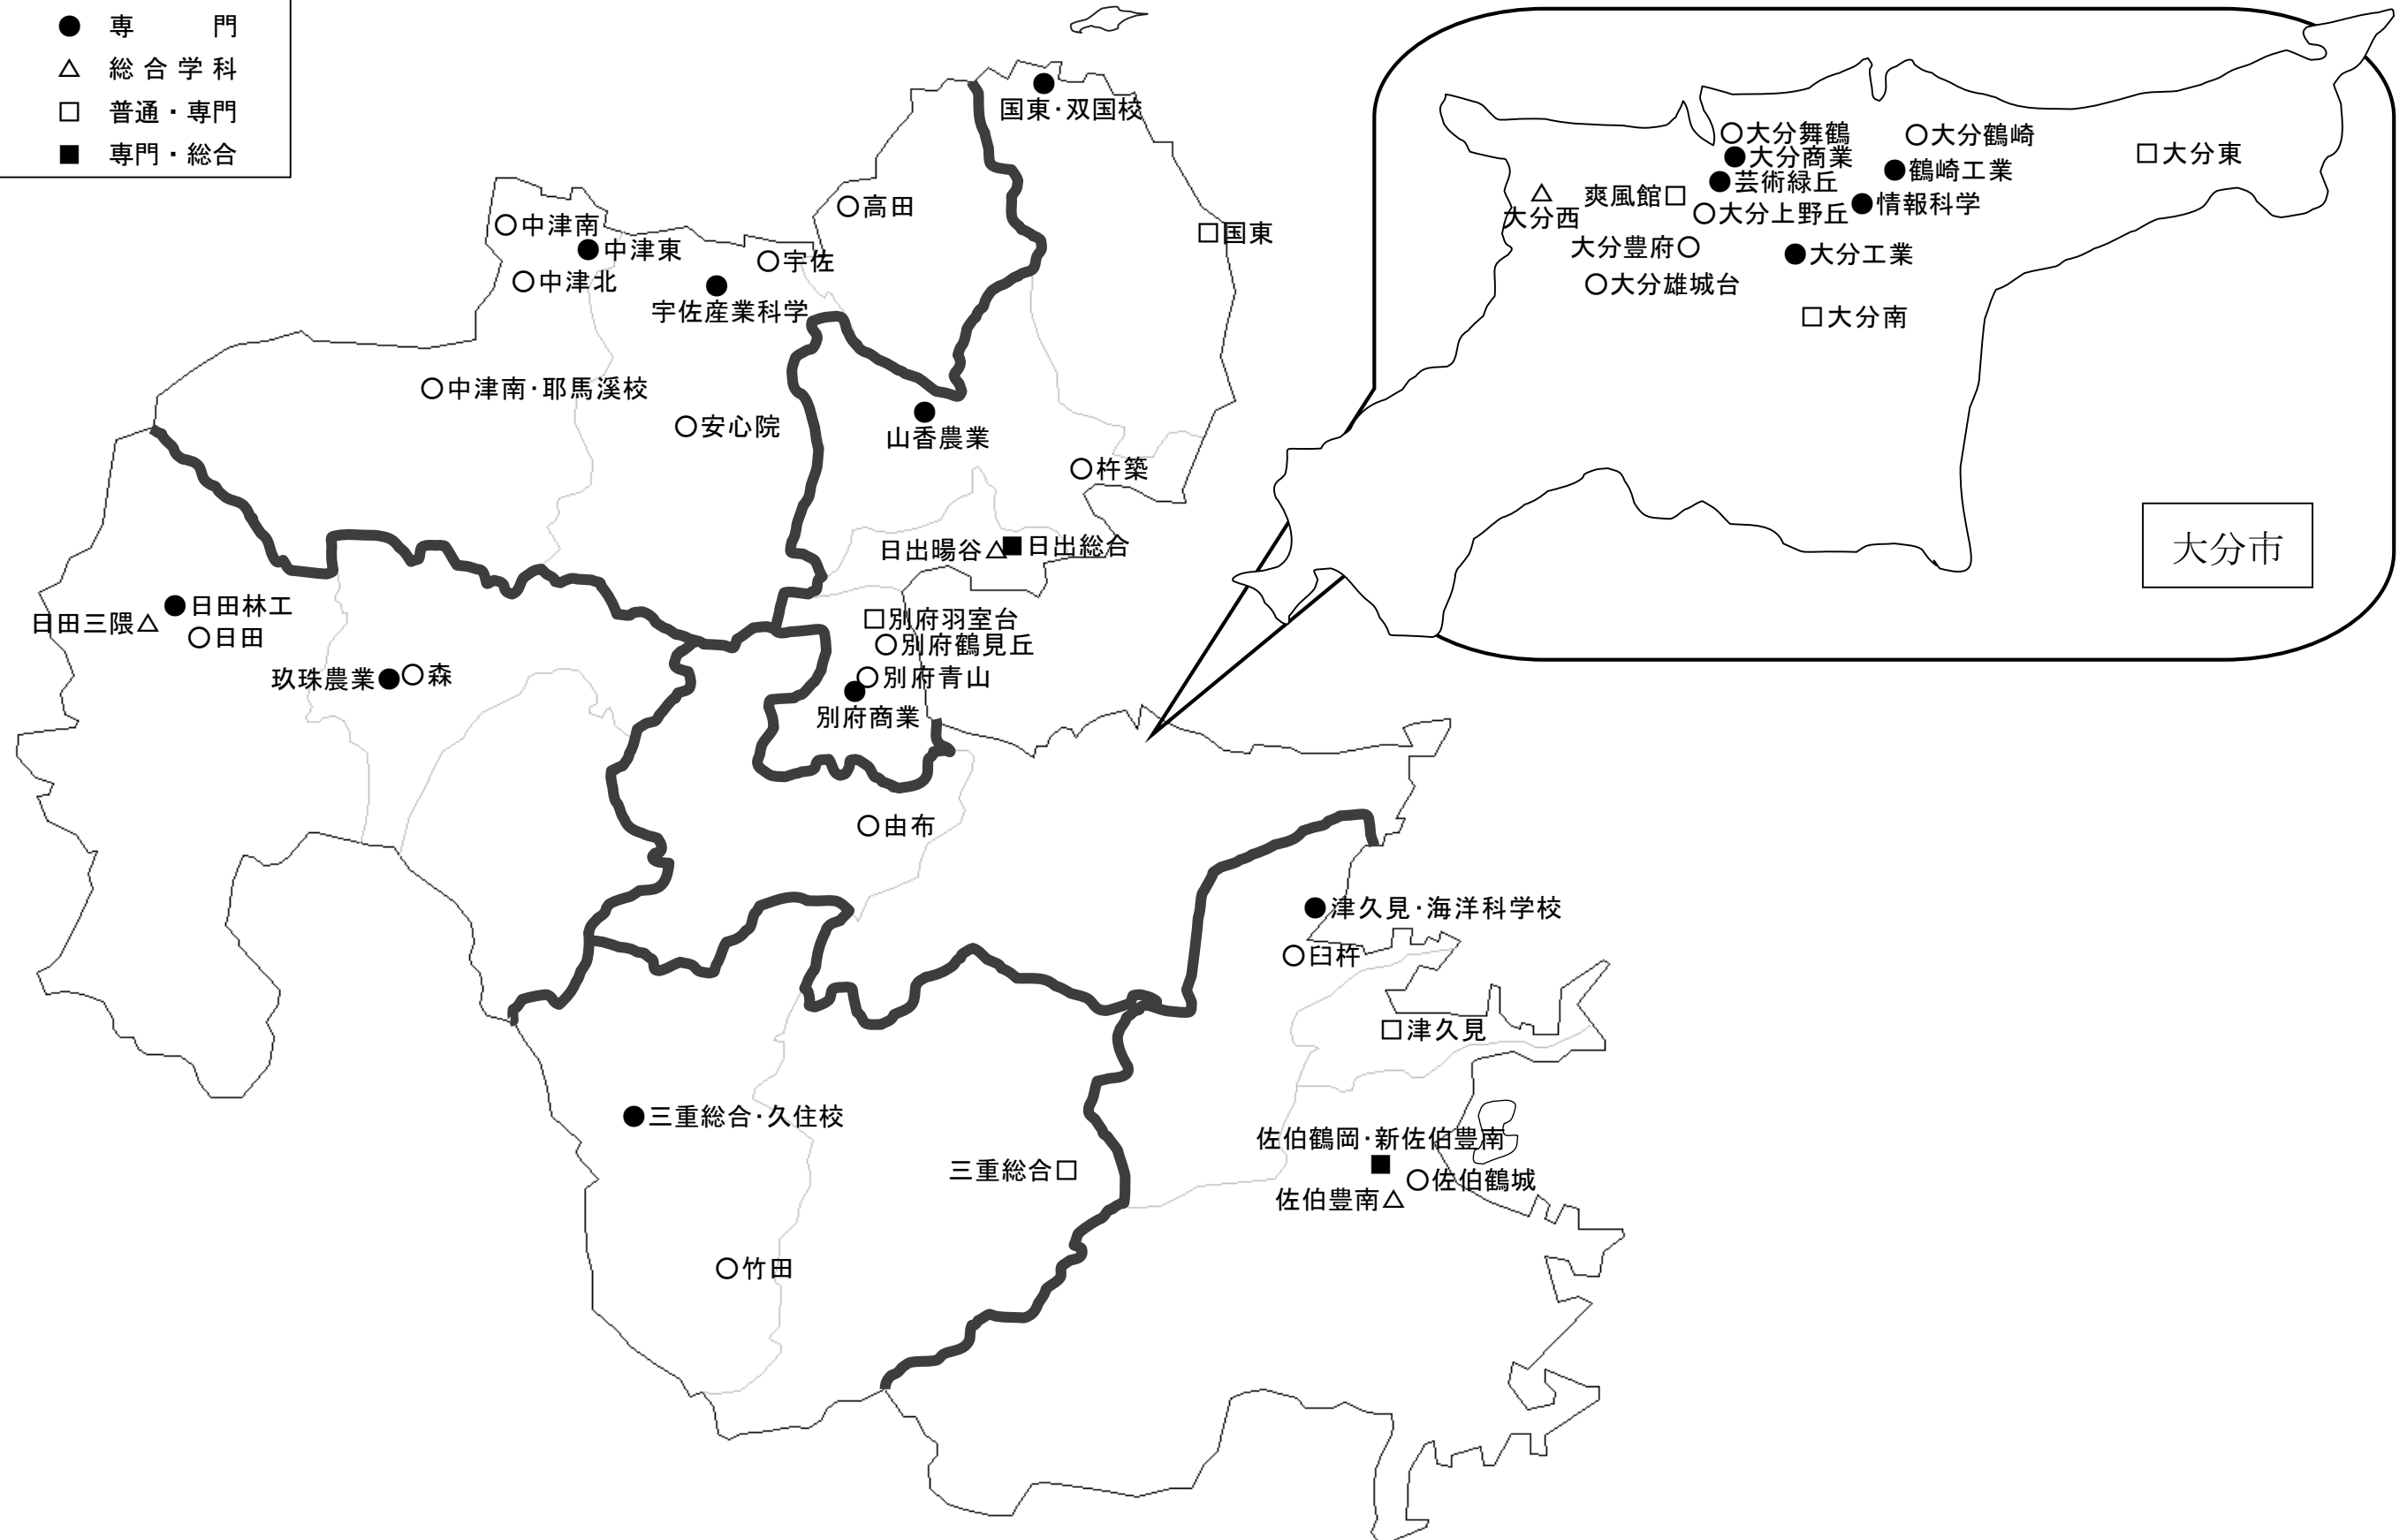 ● 専門
△ 総合学科
□ 普通・専門
■ 専門・総合
●
国東・双国校
○高田
□国東
○中津南
●中津東
○中津北
○宇佐
●
宇佐産業科学
○中津南・耶馬溪校
○安心院
●
山香農業
○杵築
日出暘谷△
■日出総合
○大分舞鶴
●大分商業
●芸術緑丘
○大分鶴崎
●鶴崎工業
□大分東
△
大分西
爽風館□
○大分上野丘
●情報科学
大分豊府○
●大分工業
○大分雄城台
□大分南
大分市
●日田林工
日田三隈△
○日田
玖珠農業●
○森
□別府羽室台
○別府鶴見丘
○別府青山
●
別府商業
○由布
●津久見・海洋科学校
○臼杵
□津久見
●三重総合・久住校
三重総合□
佐伯鶴岡・新佐伯豊南
■
○佐伯鶴城
佐伯豊南△
○竹田